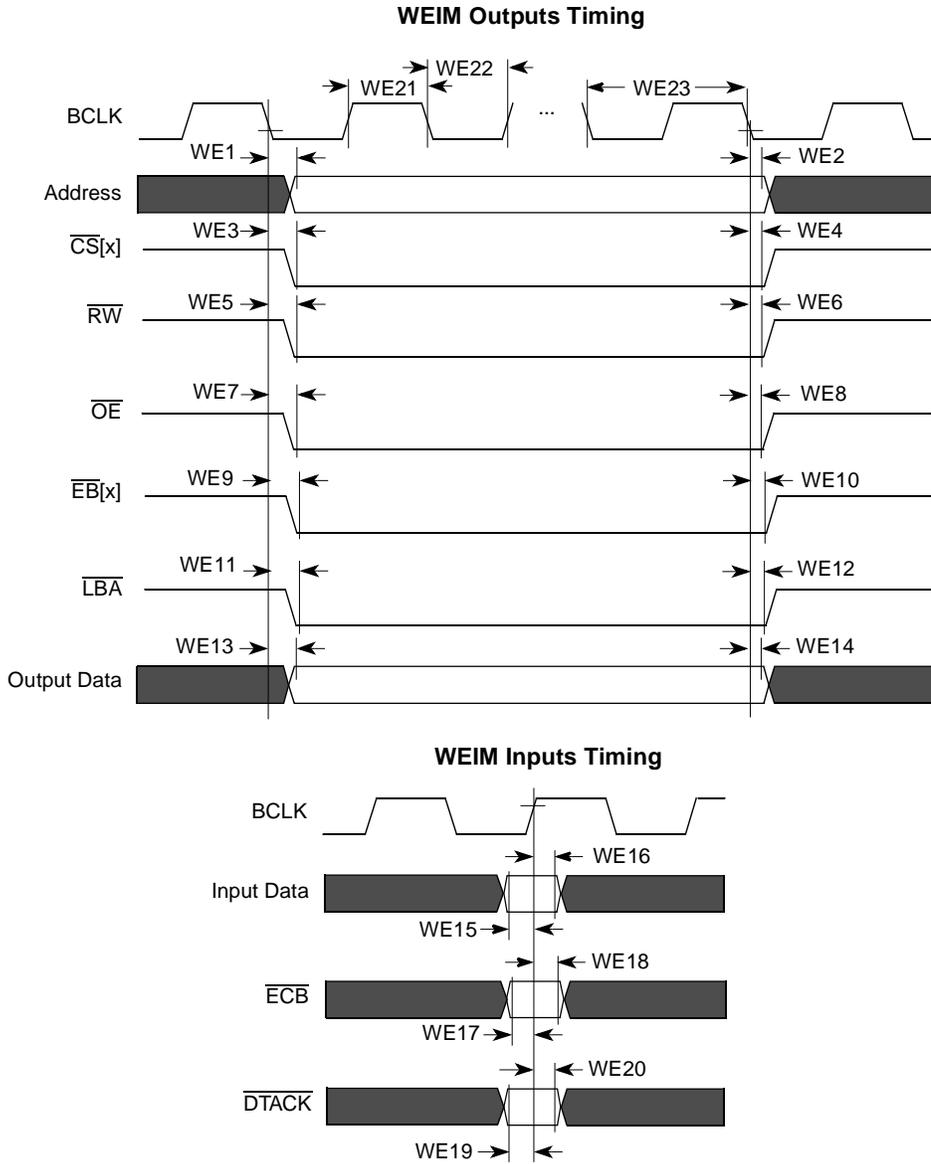 WEIM Outputs Timing
WE22
WE21
WE23
BCLK
...
WE1
WE2
Address
WE3
WE4
CS[x]
WE5
WE6
RW
WE7
WE8
OE
WE9
WE10
EB[x]
WE11
WE12
LBA
WE13
WE14
Output Data
WEIM Inputs Timing
BCLK
WE16
Input Data
WE15
WE18
ECB
WE17
WE20
DTACK
WE19